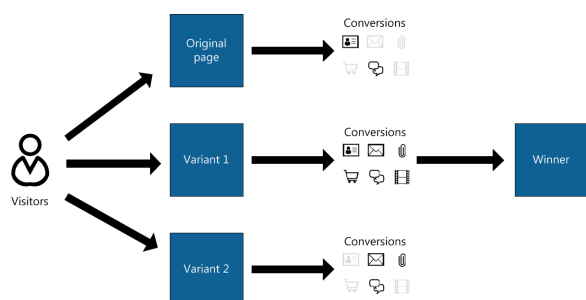 Conversions
Original
page
Conversions
Variant 1
Winner
Visitors
Conversions
Variant 2